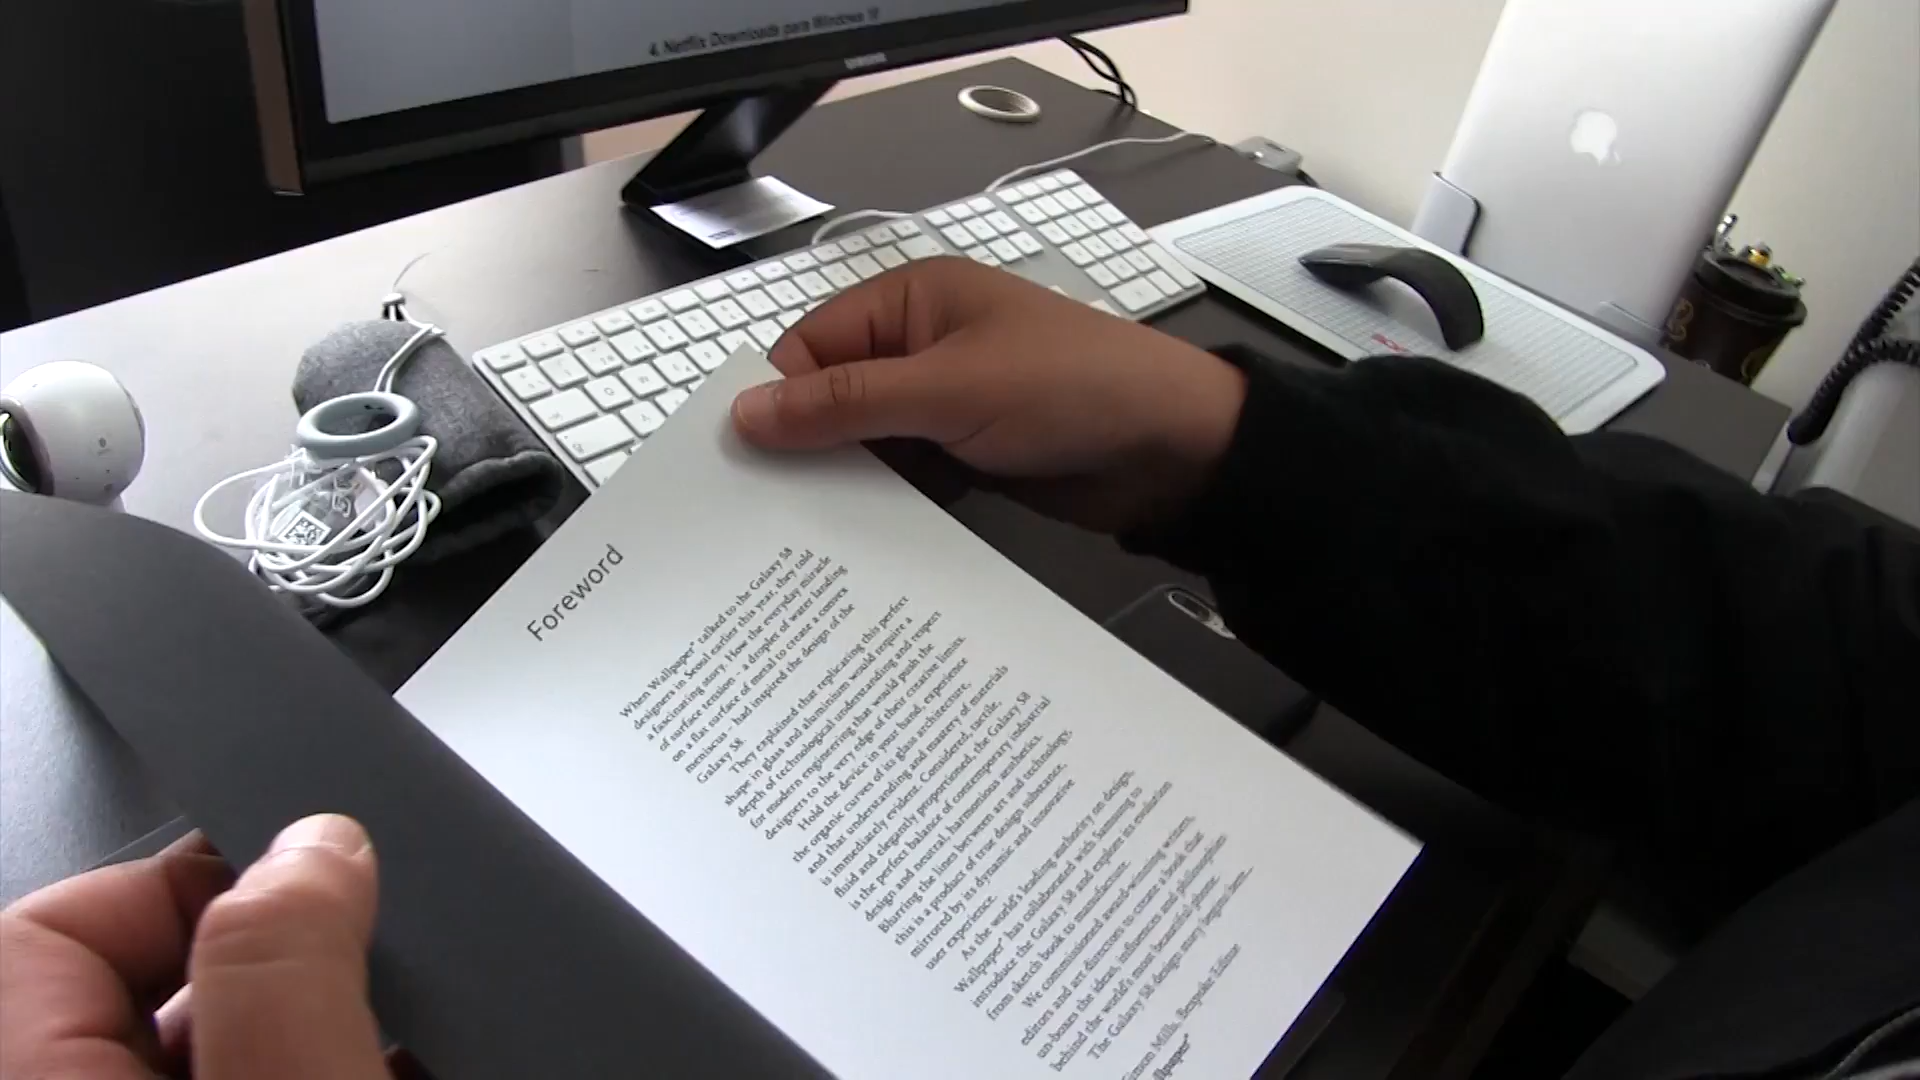 4. Netflix Downloads para Windows 10
SAMSUNG
Foreword
When Wallpaper* talked to the Galaxy S8
designers in Seoul earlier this year, they told
a fascinating story. How the everyday miracle
of surface tension - a droplet of water landing
on a flat surface of metal to create a convex
meniscus - had inspired the design of the
Galaxy S8.
They explained that replicating this perfect
shape in glass and aluminium would require a
depth of technological understanding and respect
for modern engineering that would push the
designers to the very edge of their creative limits.
Hold the device in your hand, experience
the organic curves of its glass architecture,
and that understanding and mastery of materials
is immediately evident. Considered, tactile,
fluid and elegantly proportioned, the Galaxy S8
is the perfect balance of contemporary industrial
design and neutral, harmonious aesthetics.
Blurring the lines between art and technology,
this is a product of true design substance,
mirrored by its dynamic and innovative
user experience.
As the world's leading authority on design,
Wallpaper* has collaborated with Samsung to
introduce the Galaxy S8 and explore its evolution
from sketch book to manufacture.
We commissioned award-winning writers,
editors and art directors to create a book that
un-boxes the ideas, influences and philosophies
behind the world's most beautiful phone.
The Galaxy S8 design story begins here.
Simon Mills, Bespoke Editor
Wallpaper*